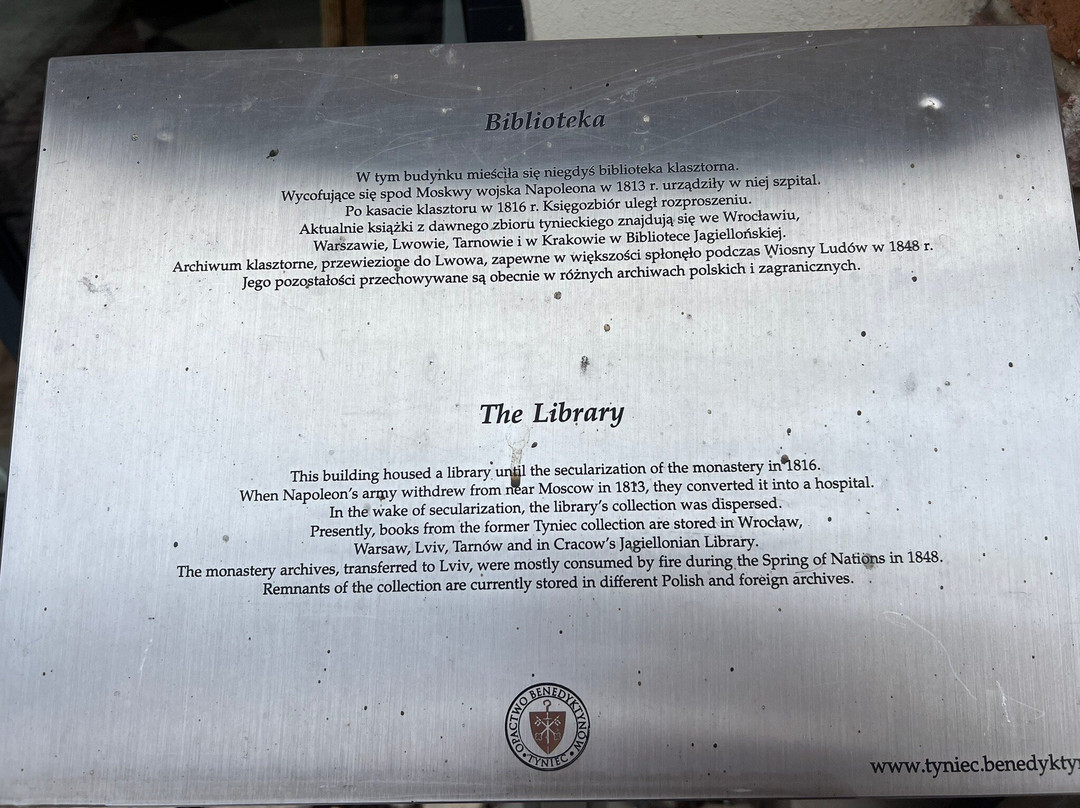 Biblioteka
W tym budynku mieściła się niegdyś biblioteka klasztorna.
Wycofujące się spod Moskwy wojska Napoleona w 1813 r. urządziły w niej szpital.
Po kasacie klasztoru w 1816 r. Księgozbiór uległ rozproszeniu.
Aktualnie książki z dawnego zbioru tynieckiego znajdują się we Wrocławiu,
Warszawie, Lwowie, Tarnowie i w Krakowie w Bibliotece Jagiellońskiej.
Archiwum klasztorne, przewiezione do Lwowa, zapewne w większości spłonęło podczas Wiosny Ludów w 1848 r.
Jego pozostałości przechowywane są obecnie w różnych archiwach polskich i zagranicznych.
The Library
This building housed a library until the secularization of the monastery in 1816.
When Napoleon's army withdrew from near Moscow in 1813, they converted it into a hospital.
In the wake of secularization, the library's collection was dispersed.
Presently, books from the former Tyniec collection are stored in Wrocław,
Warsaw, Lviv, Tarnów and in Cracow's Jagiellonian Library.
The monastery archives, transferred to Lviv, were mostly consumed by fire during the Spring of Nations in 1848.
Remnants of the collection are currently stored in different Polish and foreign archives.
OPACTWO BENEDYKTYNÓW
• TYNIEC •
www.tyniec.benedykty